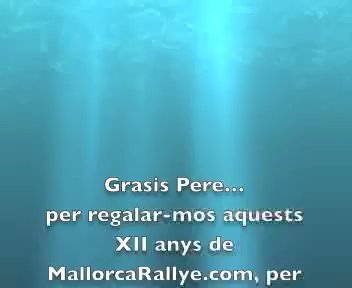 Grasis Pere...
per regalar-mos aquests
XII anys de
MallorcaRallye.com, per